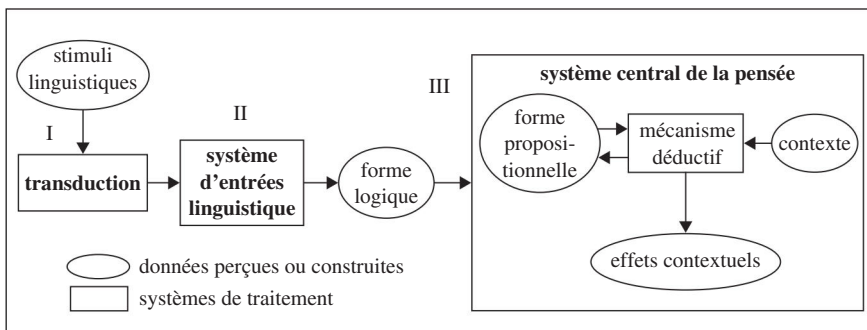 stimuli
linguistiques
I
transduction
II
système
d'entrées
linguistique
forme
logique
III
système central de la pensée
forme
proposi-
tionnelle
mécanisme
déductif
contexte
effets contextuels
données perçues ou construites
systèmes de traitement